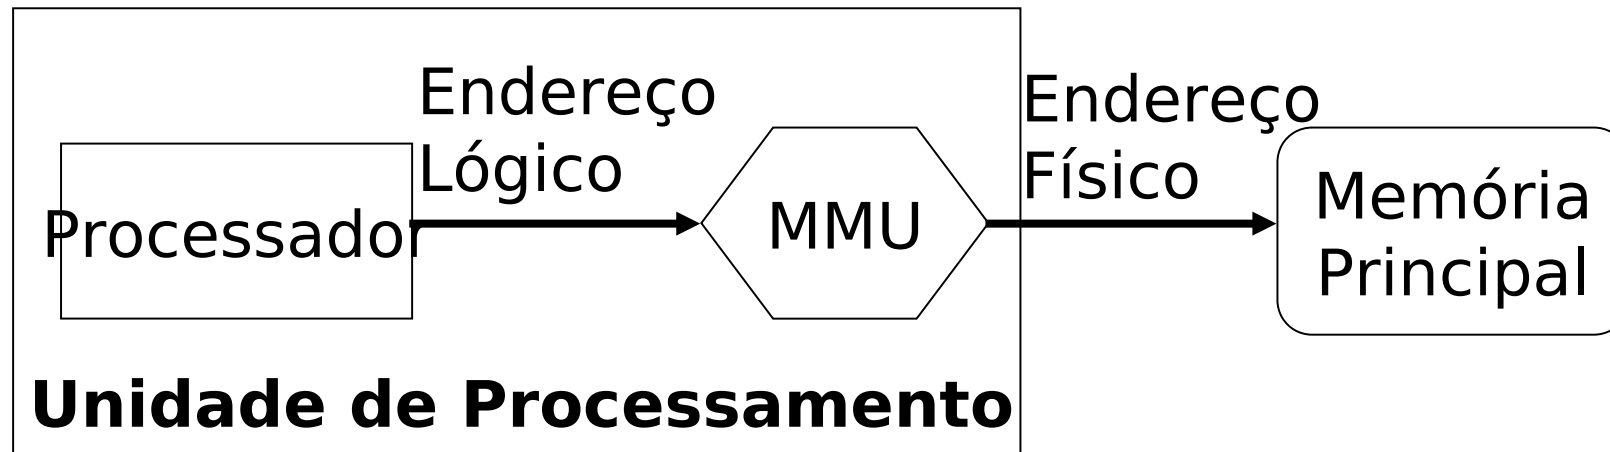 Endereço
Lógico
Endereço
Físico
Processador
MMU
Memória
Principal
Unidade de Processamento